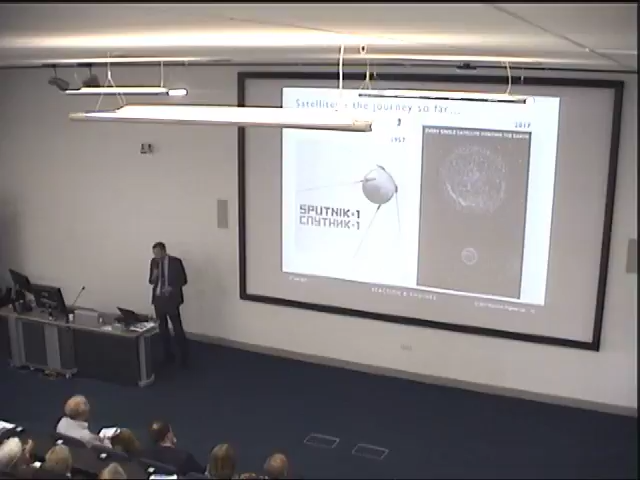 Satellites the journey so far...
1957
2017
EVERY SINGLE SATELLITE ORBITING THE EARTH
SPUTNIK-1
СПУТНИК-1
REACTION ENGINES